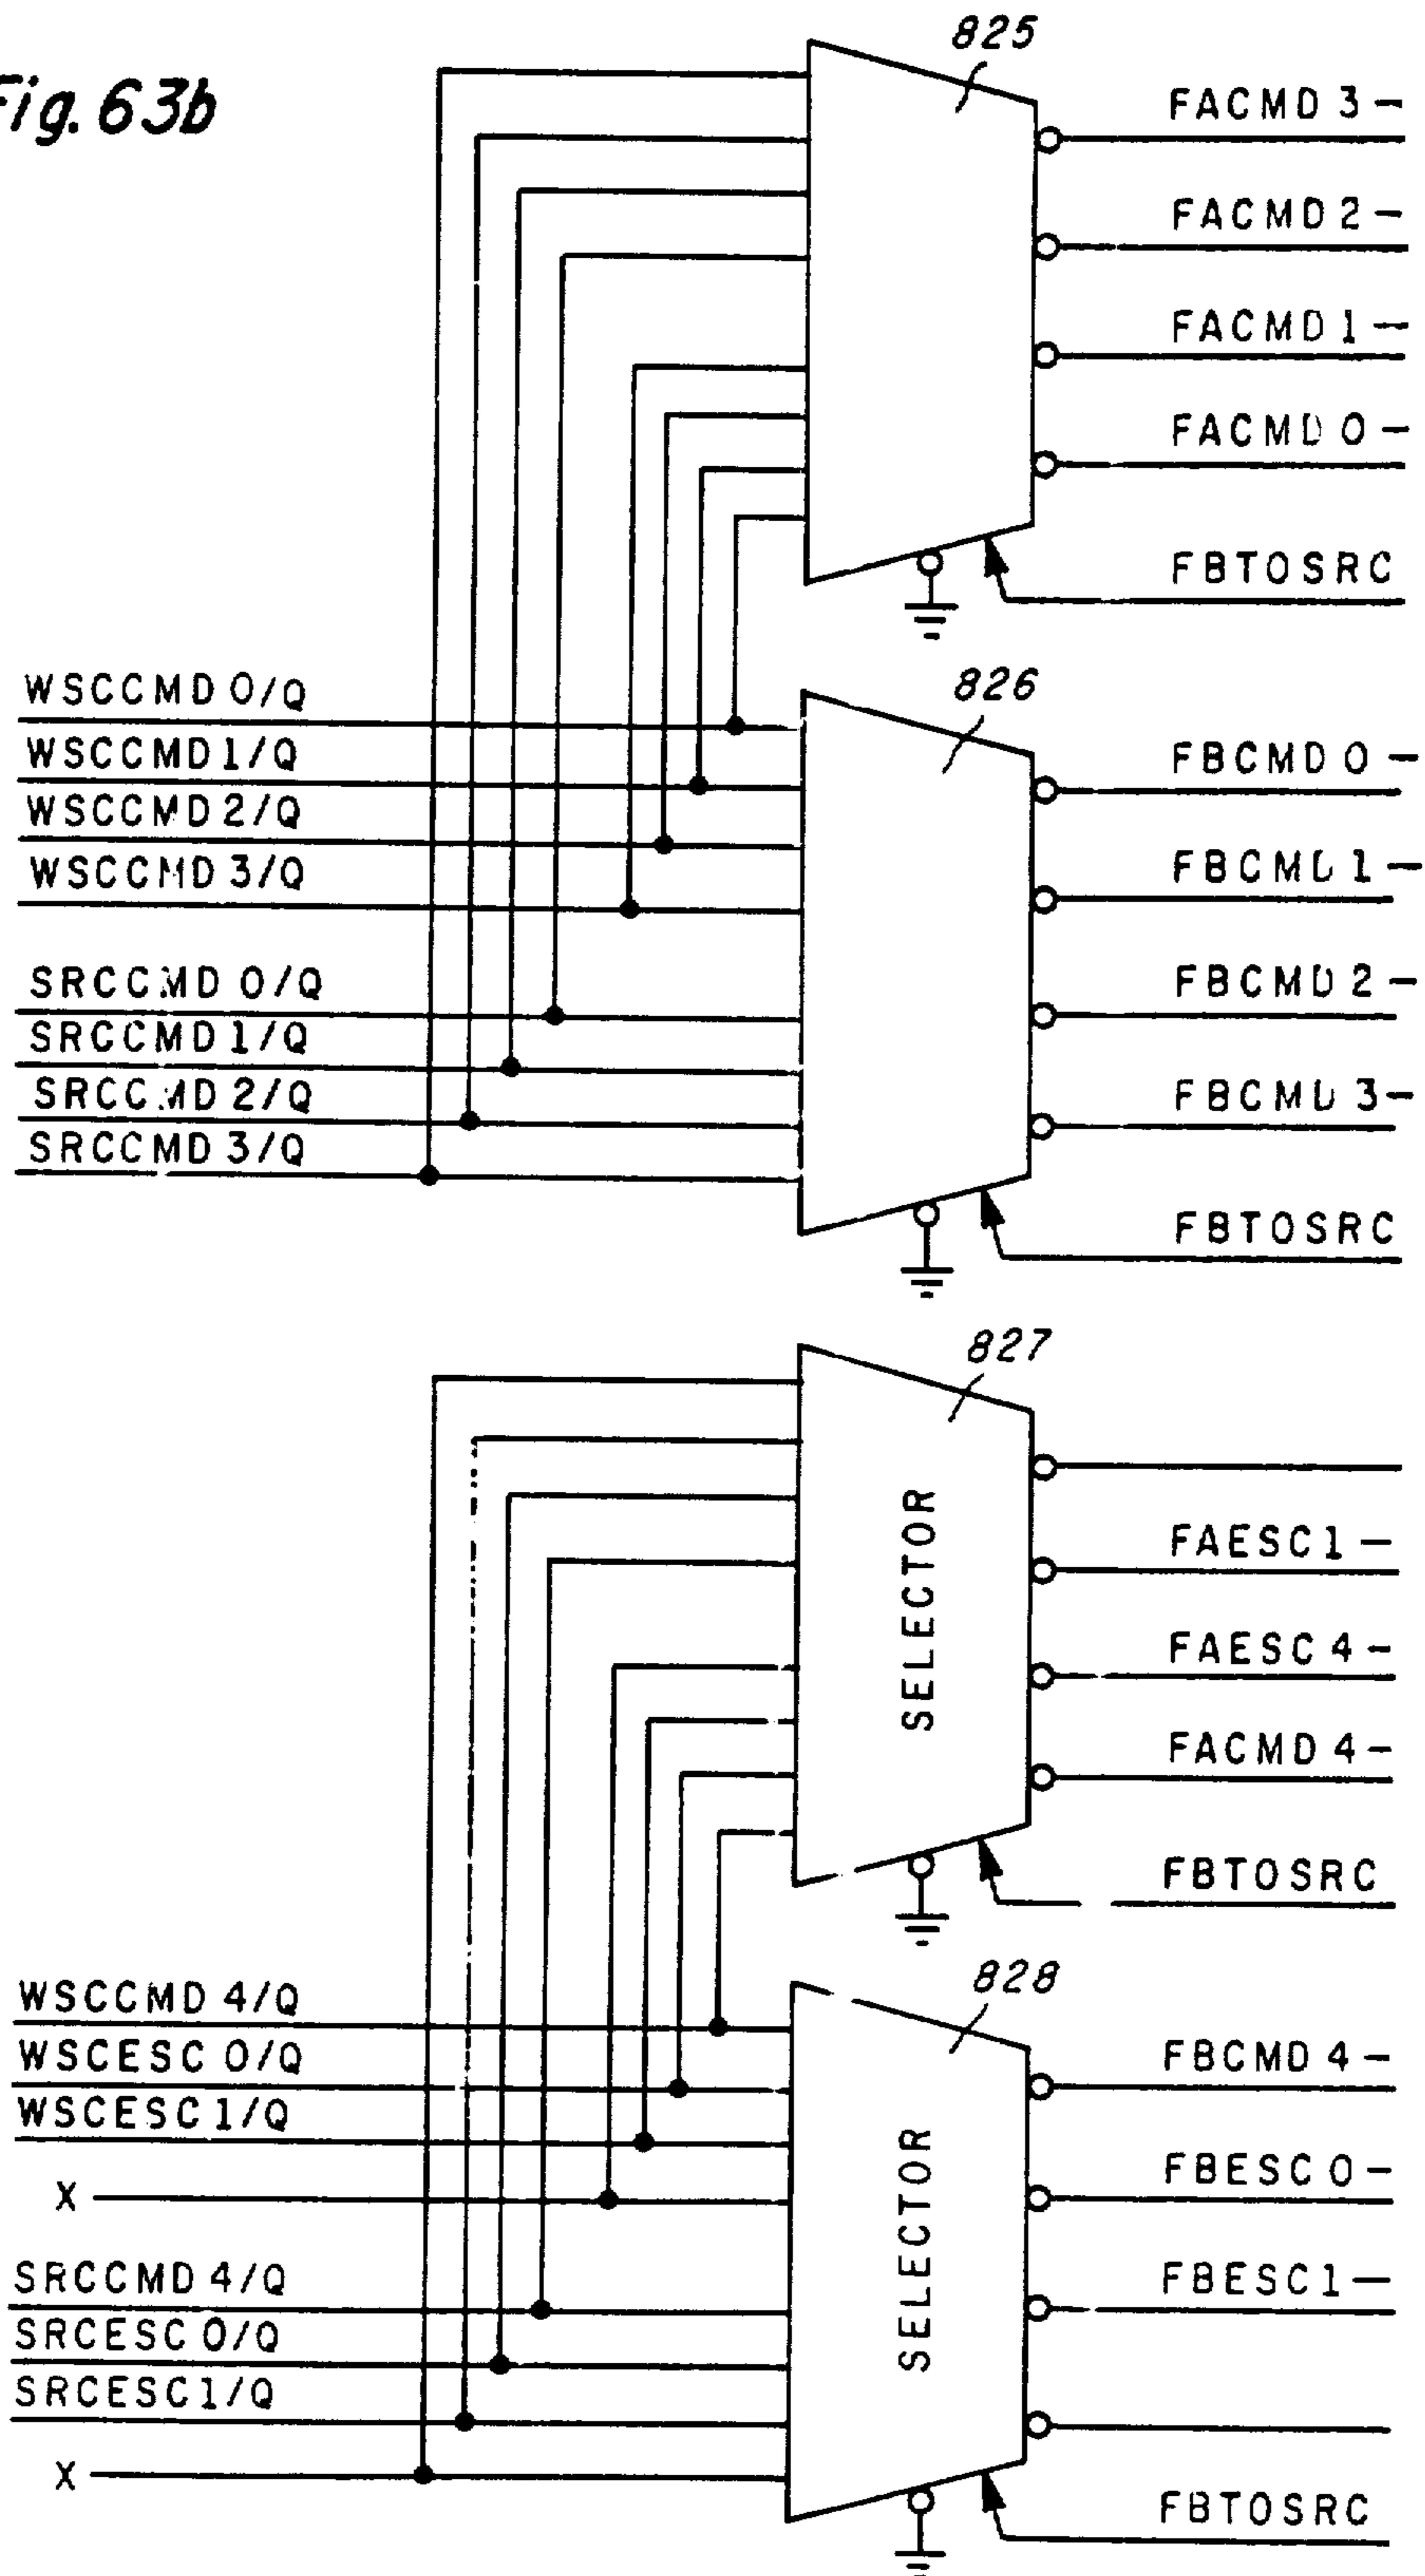 Fig. 63b
825
FACMD 3-
FACMD 2-
FACMD 1-
FACMD 0-
FBTOSRC
WSCCMD 0/Q
WSCCMD 1/Q
WSCCMD 2/Q
WSCCMD 3/Q
SRCCMD 0/Q
SRCCMD 1/Q
SRCCMD 2/Q
SRCCMD 3/Q
826
FBCMD 0-
FBCMD 1-
FBCMD 2-
FBCMD 3-
FBTOSRC
827
SELECTOR
FAESC1-
FAESC 4-
FACMD 4-
FBTOSRC
WSCCMD 4/Q
WSCESC 0/Q
WSCESC 1/Q
X
SRCCMD 4/Q
SRCESC 0/Q
SRCESC 1/Q
X
828
SELECTOR
FBCMD 4-
FBESC 0-
FBESC 1-
FBTOSRC